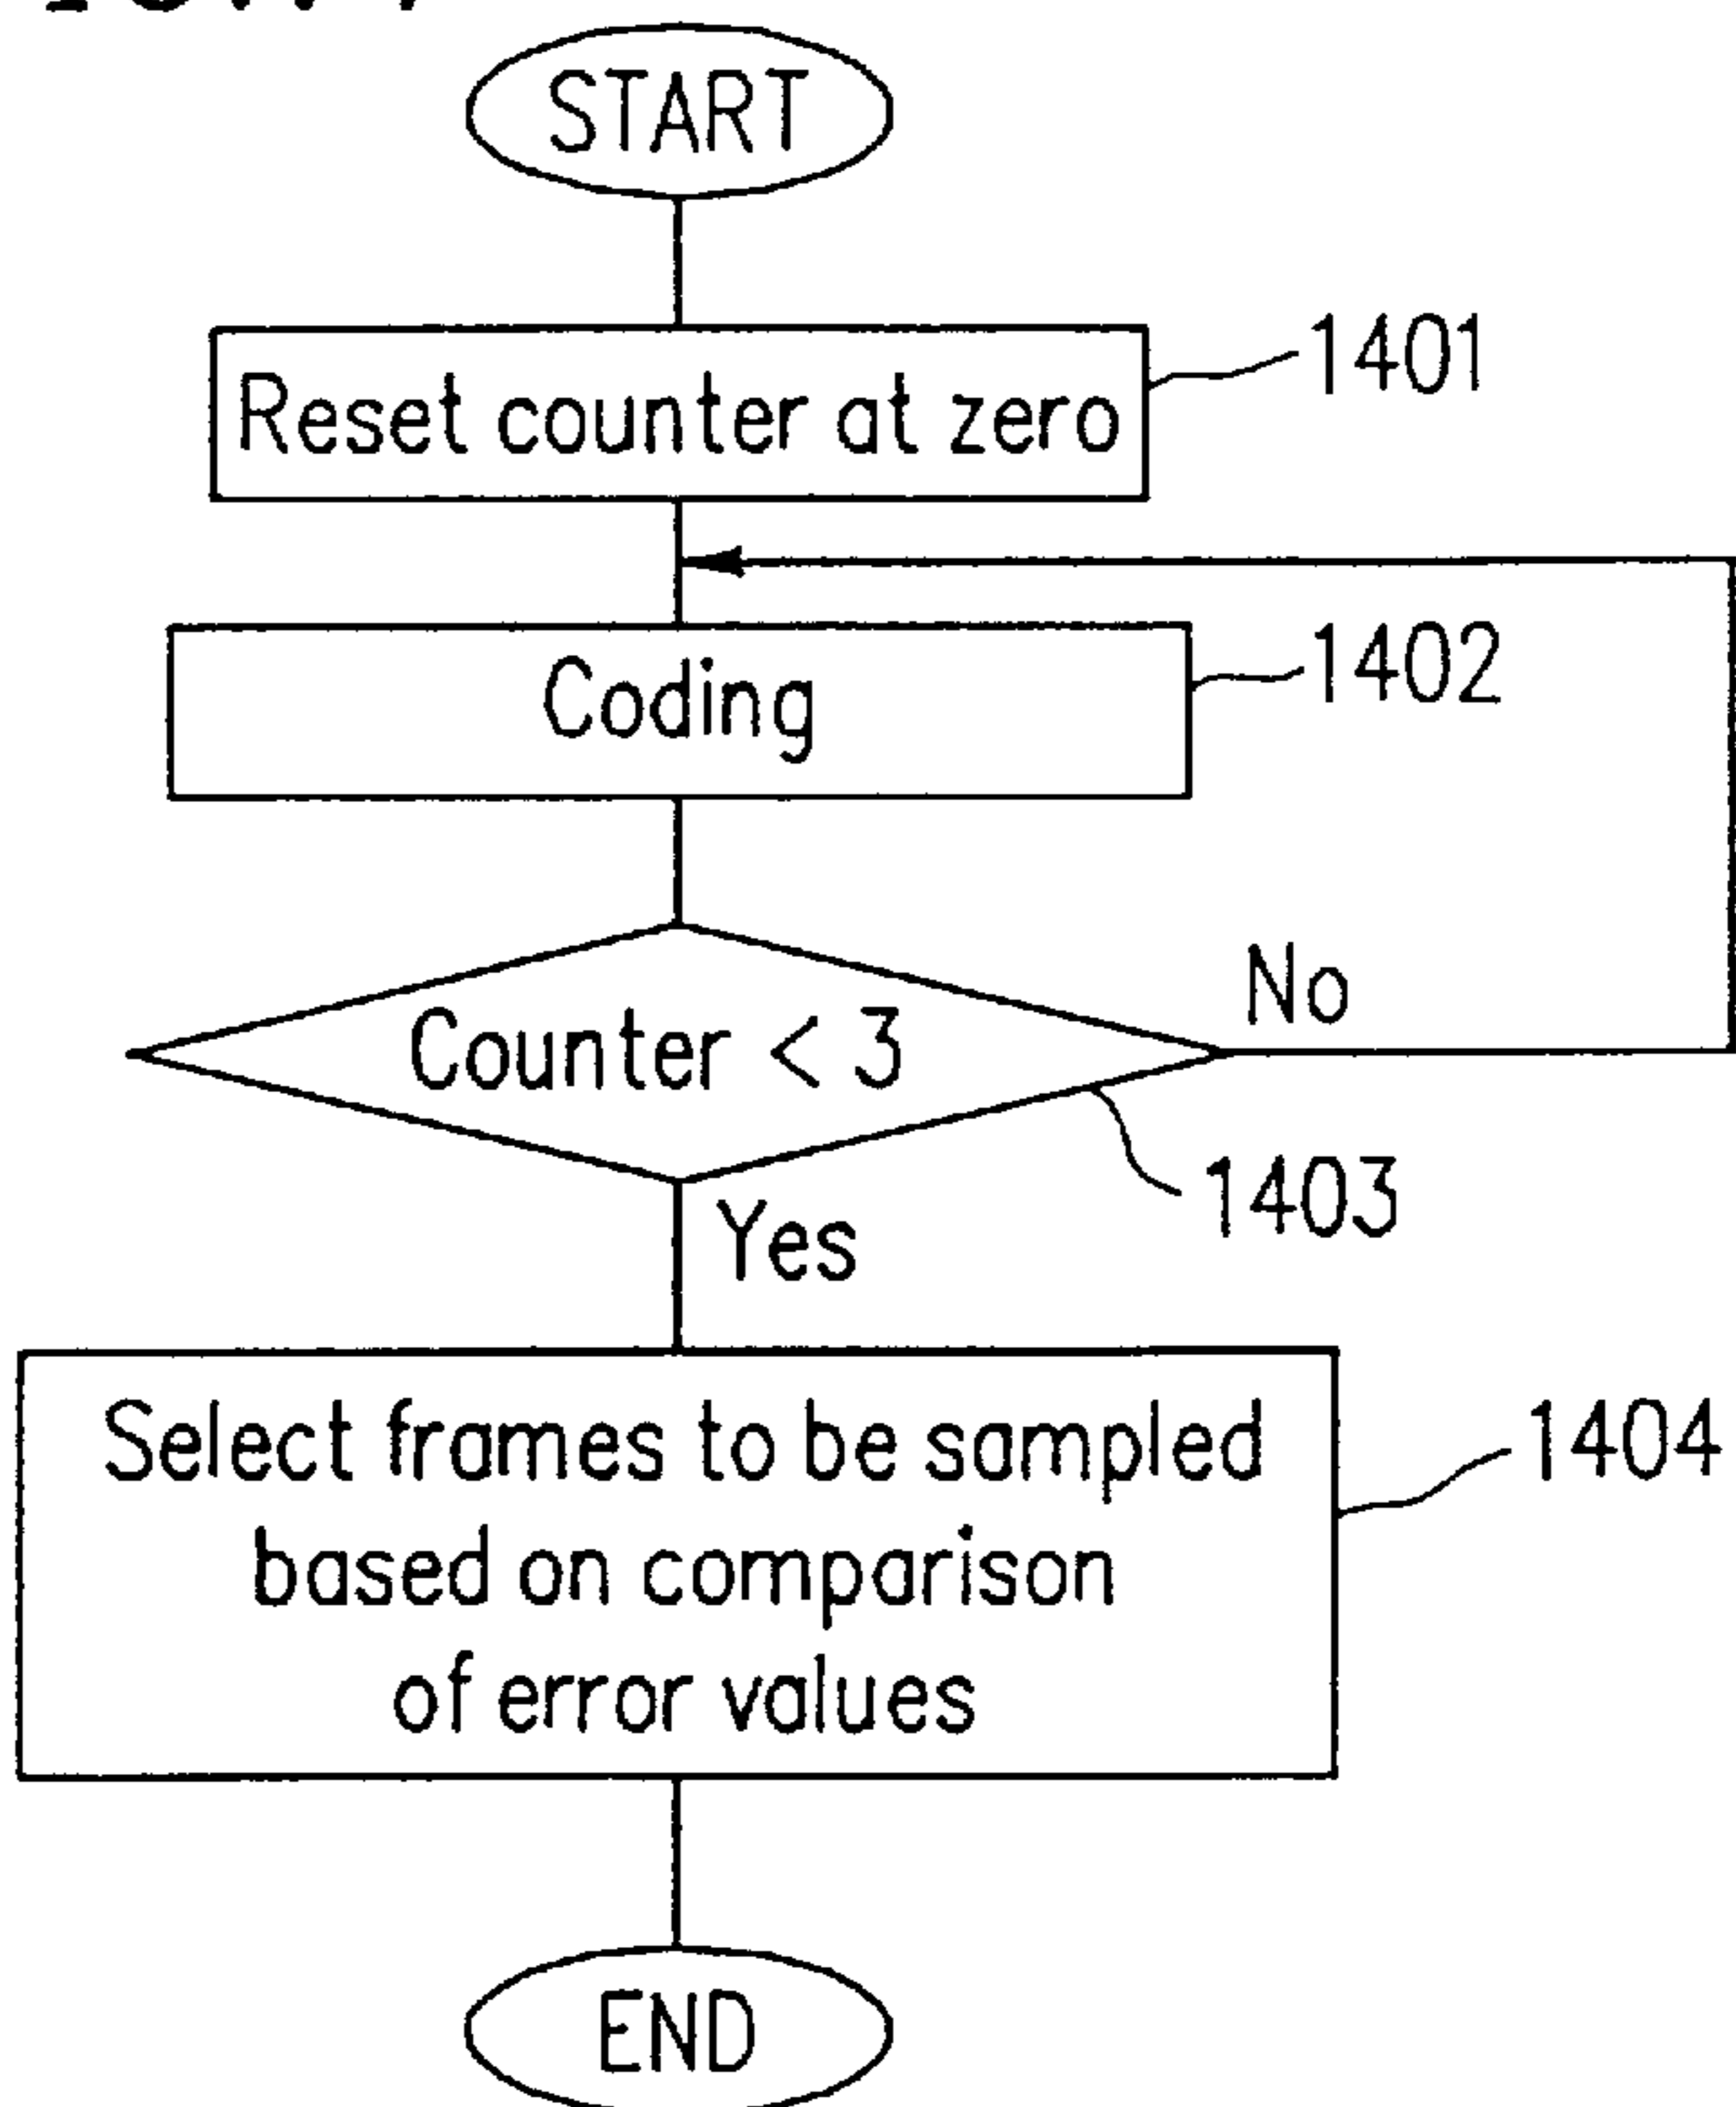 START
Reset counter at zero
1401
Coding
1402
Counter < 3
No
1403
Yes
Select frames to be sampled
based on comparison
of error values
1404
END